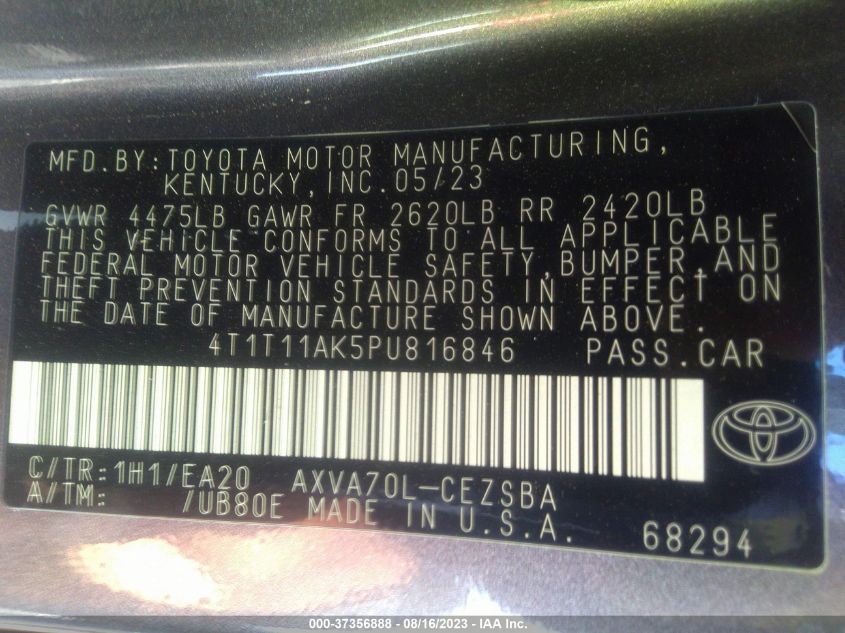 MFD.BY:TOYOTA MOTOR MANUFACTURING,
KENTUCKY,INC.05/23
GVWR 4475LB GAWR FR 2620LB RR 2420LB
THIS VEHICLE CONFORMS TO ALL APPLICABLE
FEDERAL MOTOR VEHICLE SAFETY,BUMPER,AND
THEFT PREVENTION STANDARDS IN EFFECT ON
THE DATE OF MANUFACTURE SHOWN ABOVE.
4T1T11AK5PU816846 PASS.CAR
C/TR:1H1/EA20 AXVA70L-CEZSBA
A/TM: /UB80E MADE IN U.S.A.
68294
000-37356888 - 08/16/2023 - IAA Inc.